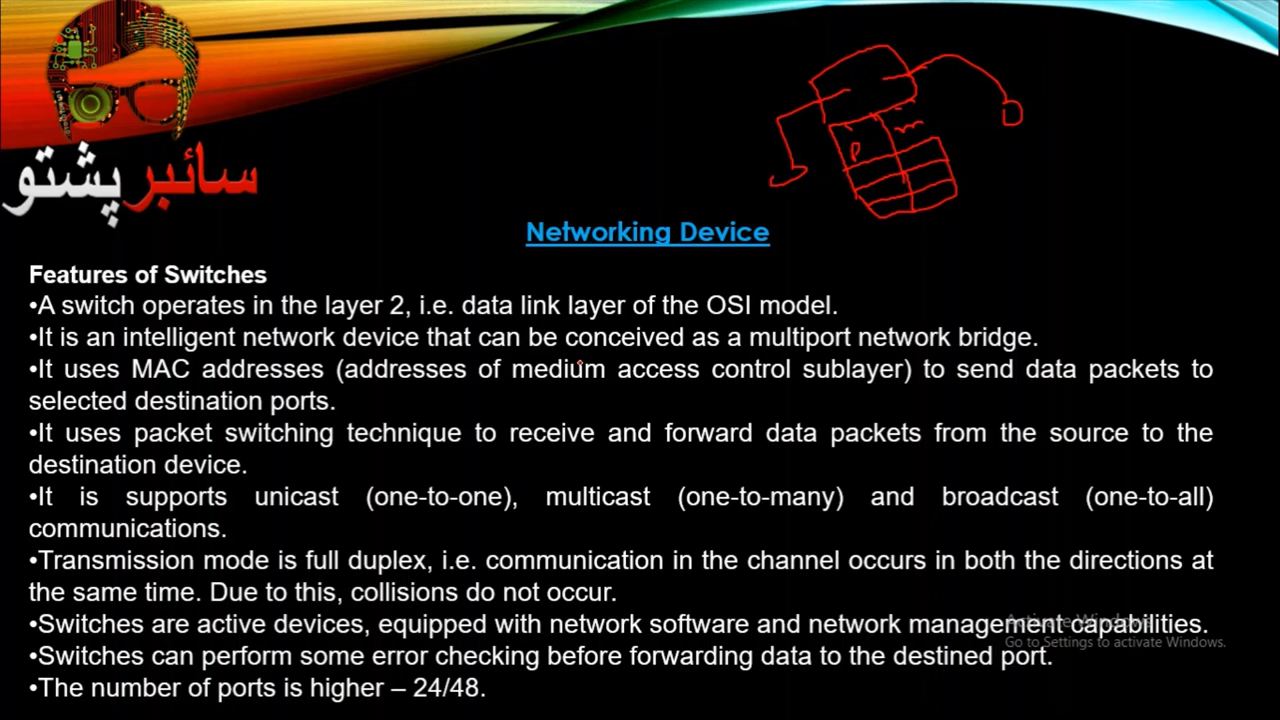 سائبر پشتو
Networking Device
Features of Switches
•A switch operates in the layer 2, i.e. data link layer of the OSI model.
•It is an intelligent network device that can be conceived as a multiport network bridge.
•It uses MAC addresses (addresses of medium access control sublayer) to send data packets to
selected destination ports.
•It uses packet switching technique to receive and forward data packets from the source to the
destination device.
•It is supports unicast (one-to-one), multicast (one-to-many) and broadcast (one-to-all)
communications.
•Transmission mode is full duplex, i.e. communication in the channel occurs in both the directions at
the same time. Due to this, collisions do not occur.
•Switches are active devices, equipped with network software and network management capabilities.
•Switches can perform some error checking before forwarding data to the destined port.
•The number of ports is higher – 24/48.
Activate Windows
Go to Settings to activate Windows.